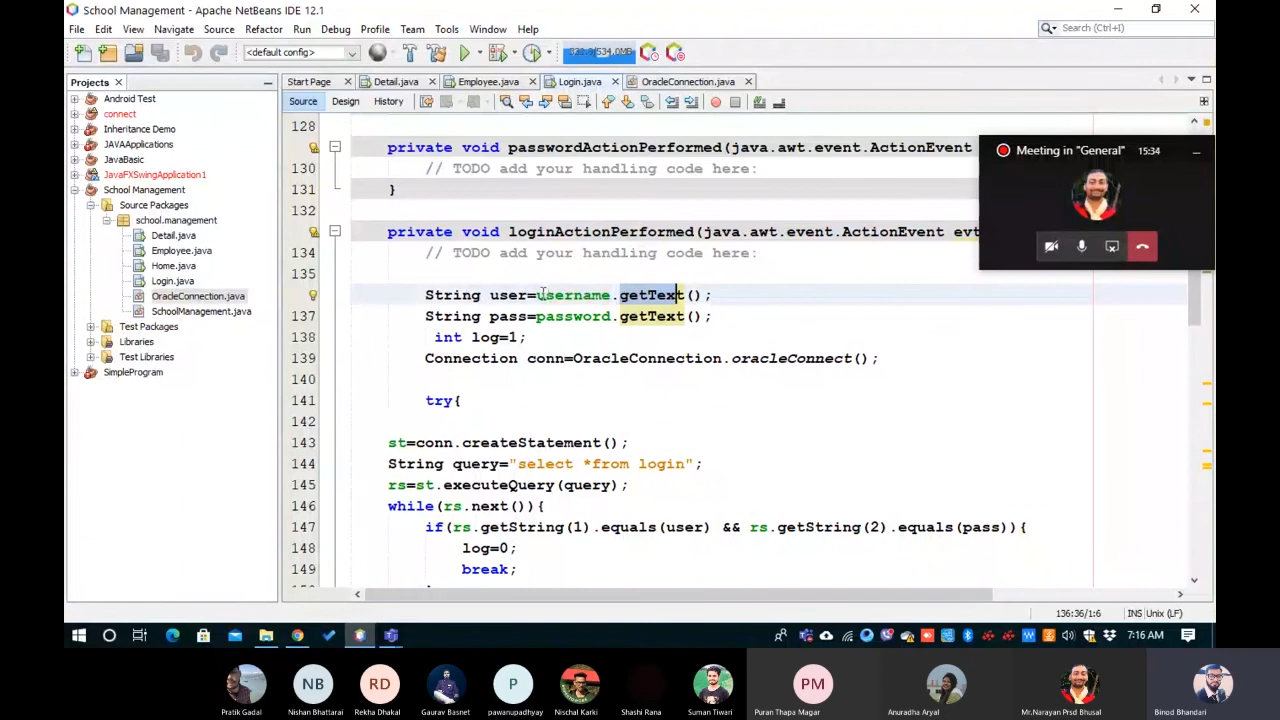 School Management - Apache NetBeans IDE 12.1
File Edit View Navigate Source Refactor Run Debug Profile Team Tools Window Help
Search (Ctrl+I)
<default config>
Projects
Start Page Detail.java Employee.java Login.java OracleConnection.java
Source Design History
Android Test
connect
Inheritance Demo
JAVAApplications
JavaBasic
JavaFXSwingApplication1
School Management
Source Packages
school.management
Detail.java
Employee.java
Home.java
Login.java
OracleConnection.java
SchoolManagement.java
Test Packages
Libraries
Test Libraries
SimpleProgram
128
private void passwordActionPerformed(java.awt.event.ActionEvent
130 // TODO add your handling code here:
131 }
132
private void loginActionPerformed(java.awt.event.ActionEvent evt
134 // TODO add your handling code here:
135
String user=username.getText();
137 String pass=password.getText();
138 int log=1;
139 Connection conn=OracleConnection.oracleConnect();
140
141 try{
142
143 st=conn.createStatement();
144 String query="select *from login";
145 rs=st.executeQuery(query);
146 while(rs.next()){
147 if(rs.getString(1).equals(user) && rs.getString(2).equals(pass)){
148 log=0;
149 break;
Meeting in "General" 15:34
136:36/1:6 INS Unix (LF)
7:16 AM
NB RD P PM
Pratik Gadal Nishan Bhattarai Rekha Dhakal Gaurav Basnet pawanupadhyay Nischal Karki Shashi Rana Suman Tiwari Puran Thapa Magar Anuradha Aryal Mr.Narayan Prsd Bhusal Binod Bhandari